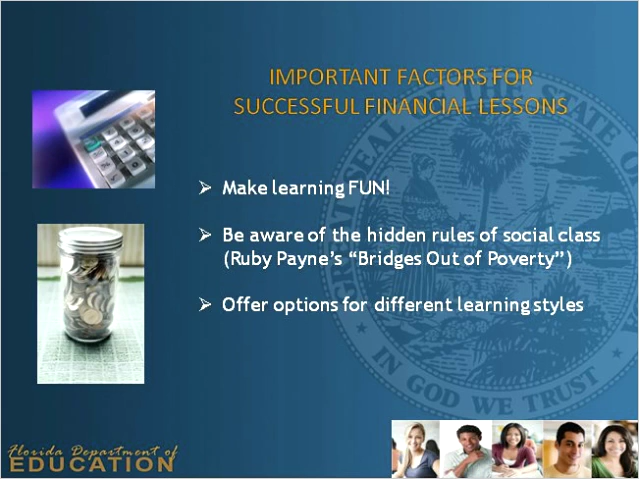 IMPORTANT FACTORS FOR
SUCCESSFUL FINANCIAL LESSONS
➢ Make learning FUN!
➢ Be aware of the hidden rules of social class
(Ruby Payne's “Bridges Out of Poverty”)
➢ Offer options for different learning styles
IN GOD WE TRUST
Florida Department of
EDUCATION